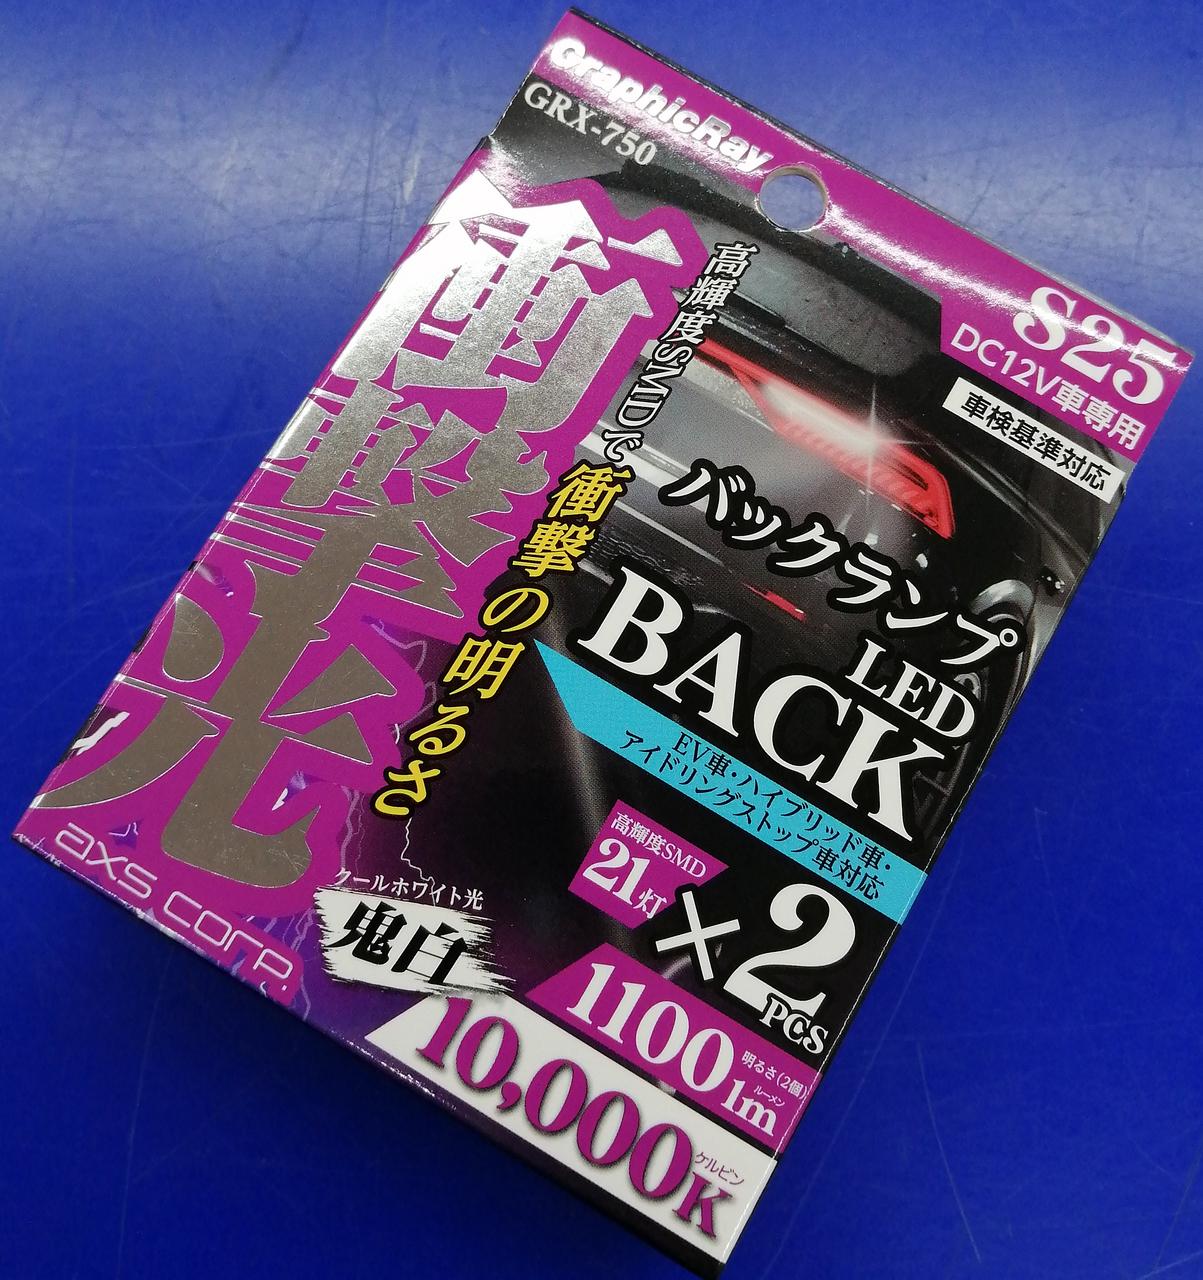 GraphicRay
GRX-750
S25
DC12V車専用
車検基準対応
衝撃光
高輝度SMDで
衝撃の明るさ
バックランプ
LED
BACK
EV車・ハイブリッド車・
アイドリングストップ車対応
高輝度SMD
21灯
×2
PCS
クールホワイト光
鬼白
1100lm
明るさ(2個)
ルーメン
10,000K
ケルビン
axs corp.